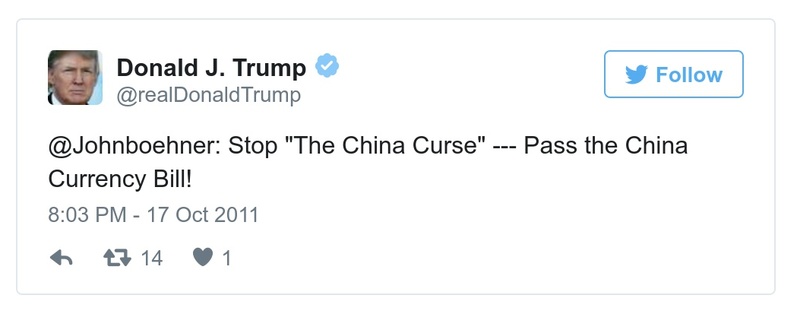 Donald J. Trump
@realDonaldTrump
Follow
@Johnboehner: Stop "The China Curse" --- Pass the China
Currency Bill!
8:03 PM - 17 Oct 2011
14 1